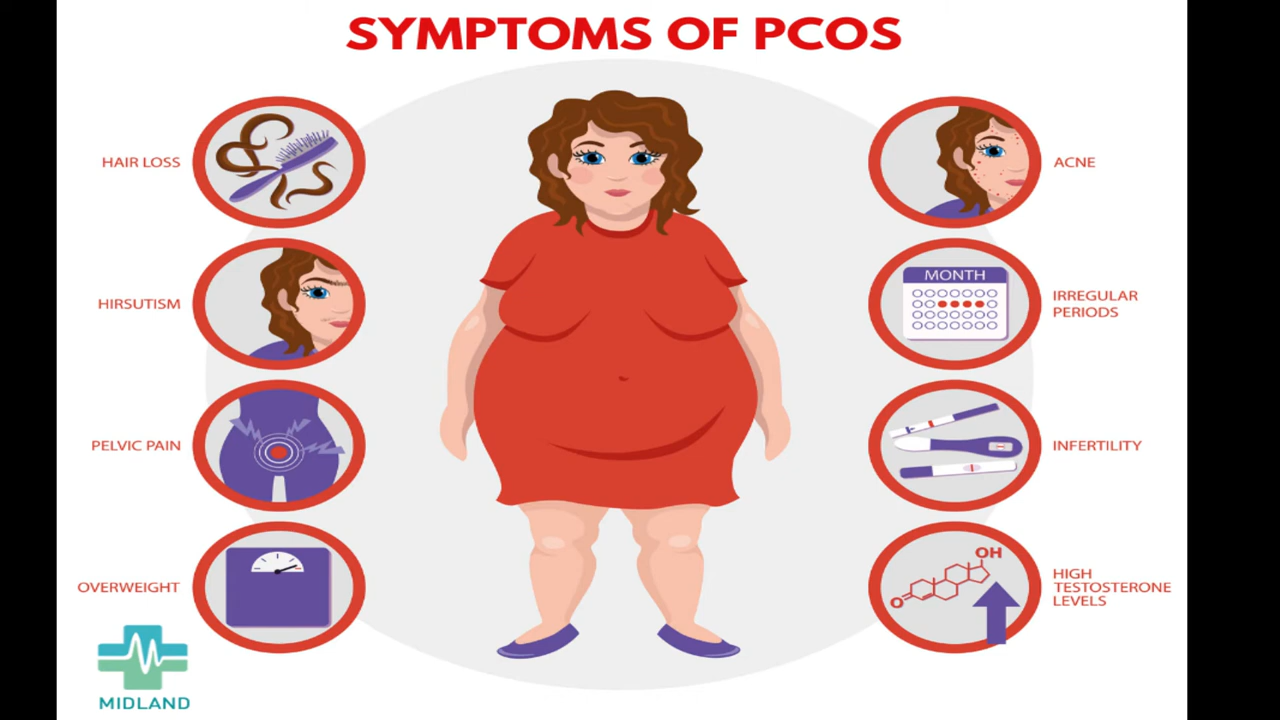 SYMPTOMS OF PCOS
HAIR LOSS
HIRSUTISM
PELVIC PAIN
OVERWEIGHT
ACNE
MONTH
IRREGULAR
PERIODS
INFERTILITY
OH
O
HIGH
TESTOSTERONE
LEVELS
MIDLAND